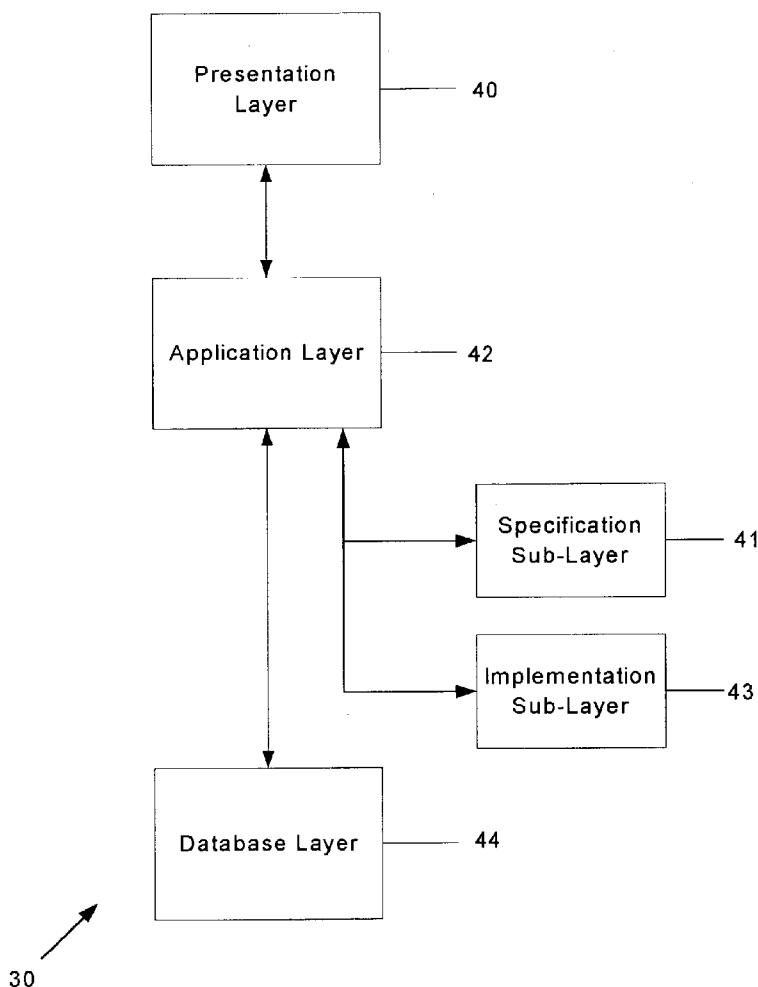 Presentation
Layer
40
Application Layer
42
Specification
Sub-Layer
41
Implementation
Sub-Layer
43
Database Layer
44
30